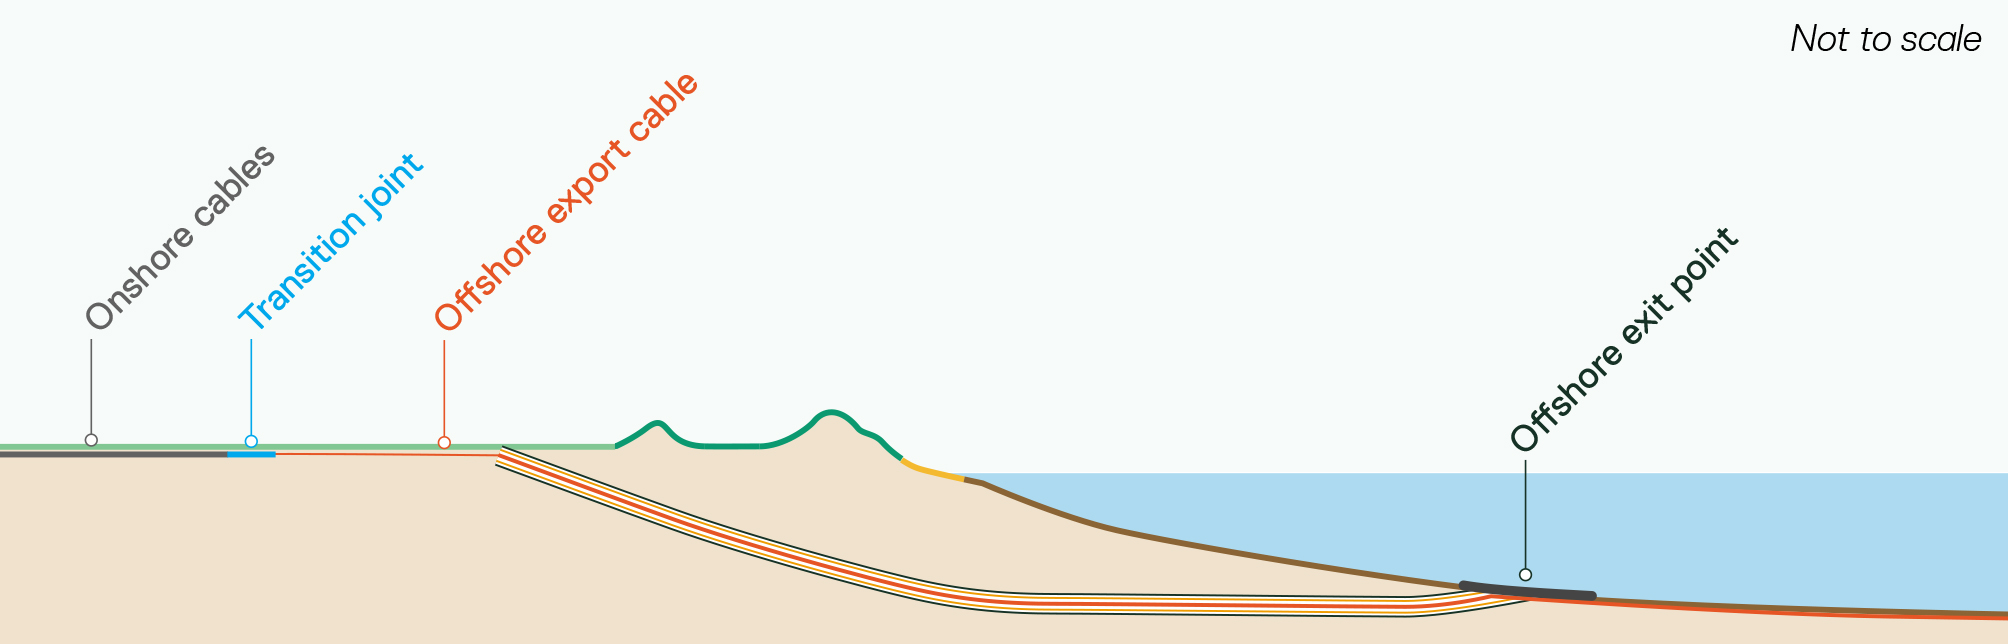 Not to scale
Onshore cables
Transition joint
Offshore export cable
Offshore exit point